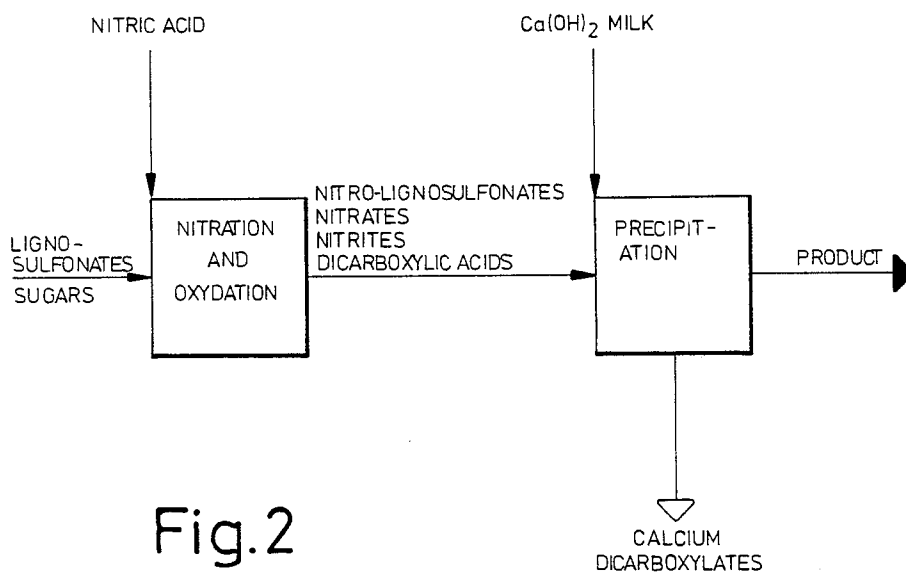 NITRIC ACID
Ca(OH)₂ MILK
LIGNO-
SULFONATES
SUGARS
NITRATION
AND
OXYDATION
NITRO-LIGNOSULFONATES
NITRATES
NITRITES
DICARBOXYLIC ACIDS
PRECIPIT-
ATION
PRODUCT
CALCIUM
DICARBOXYLATES
Fig.2